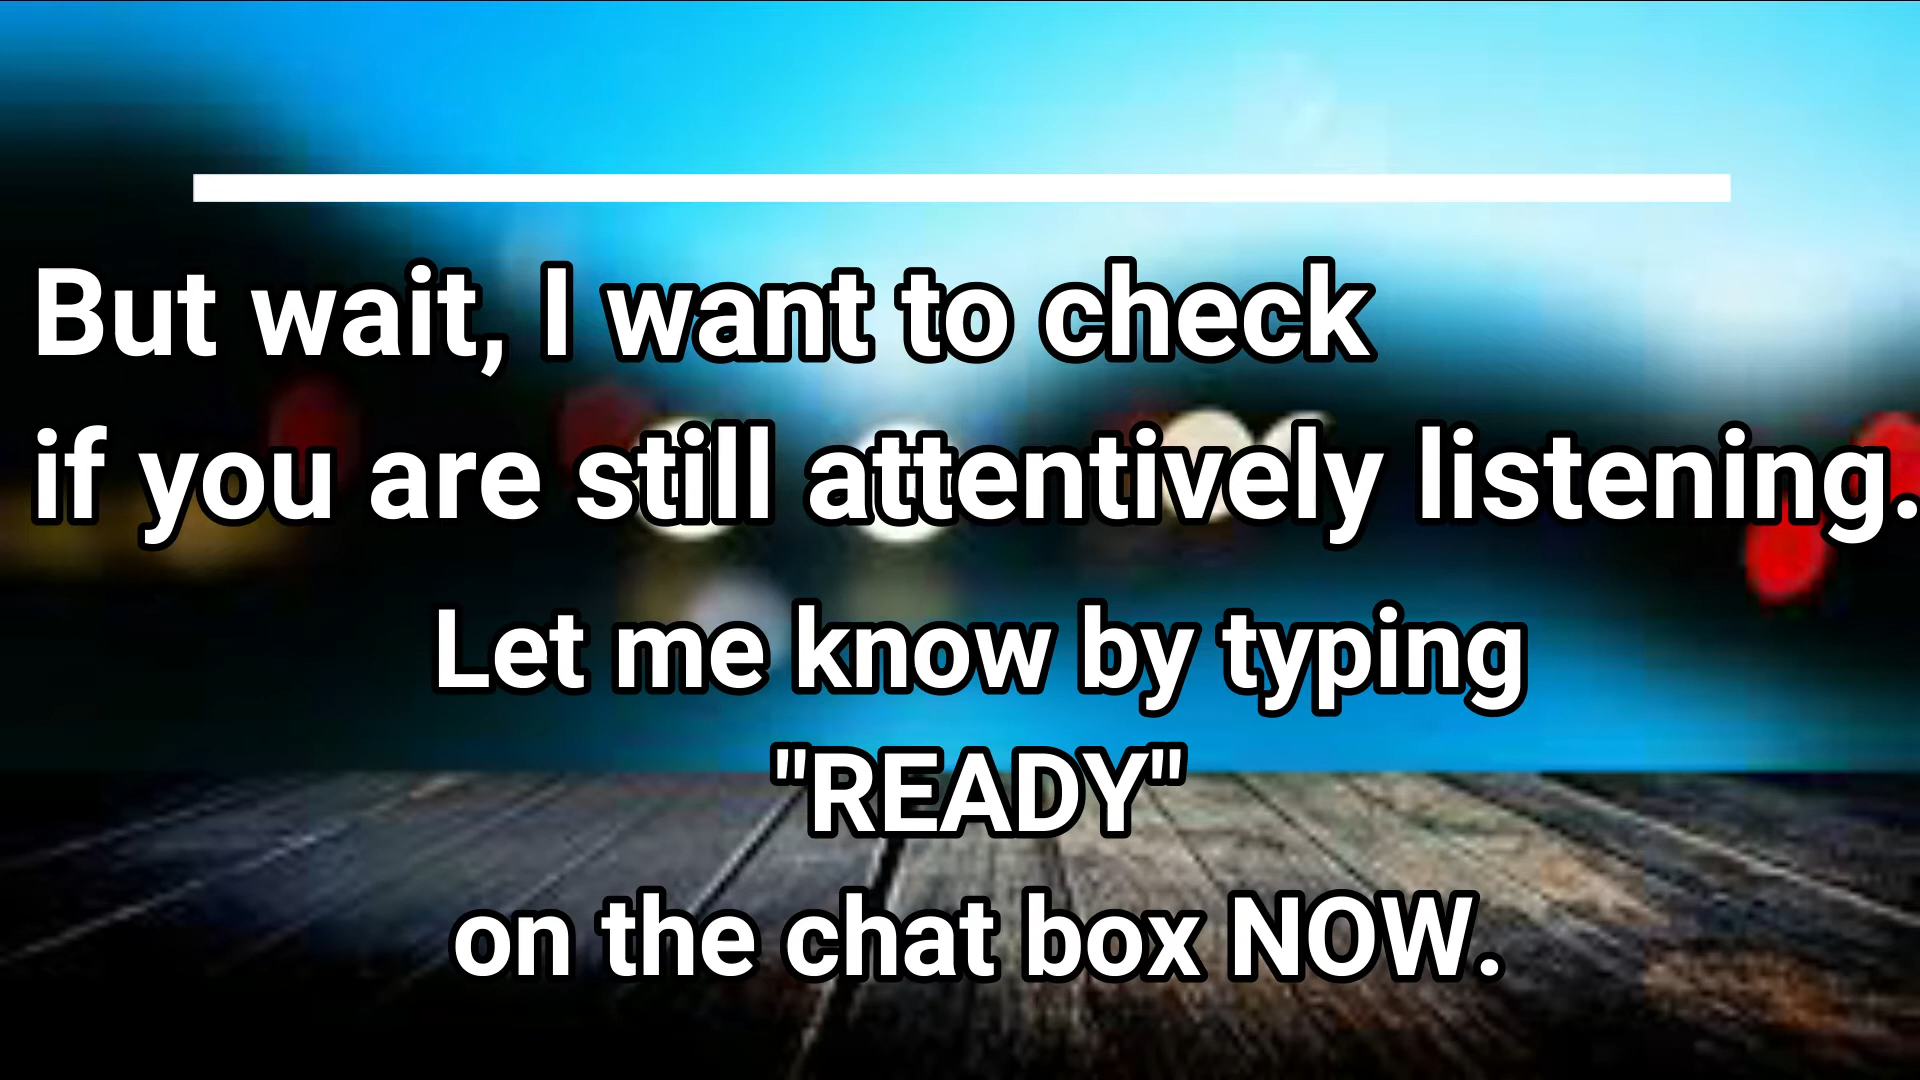 But wait, I want to check
if you are still attentively listening.
Let me know by typing
"READY"
on the chat box NOW.